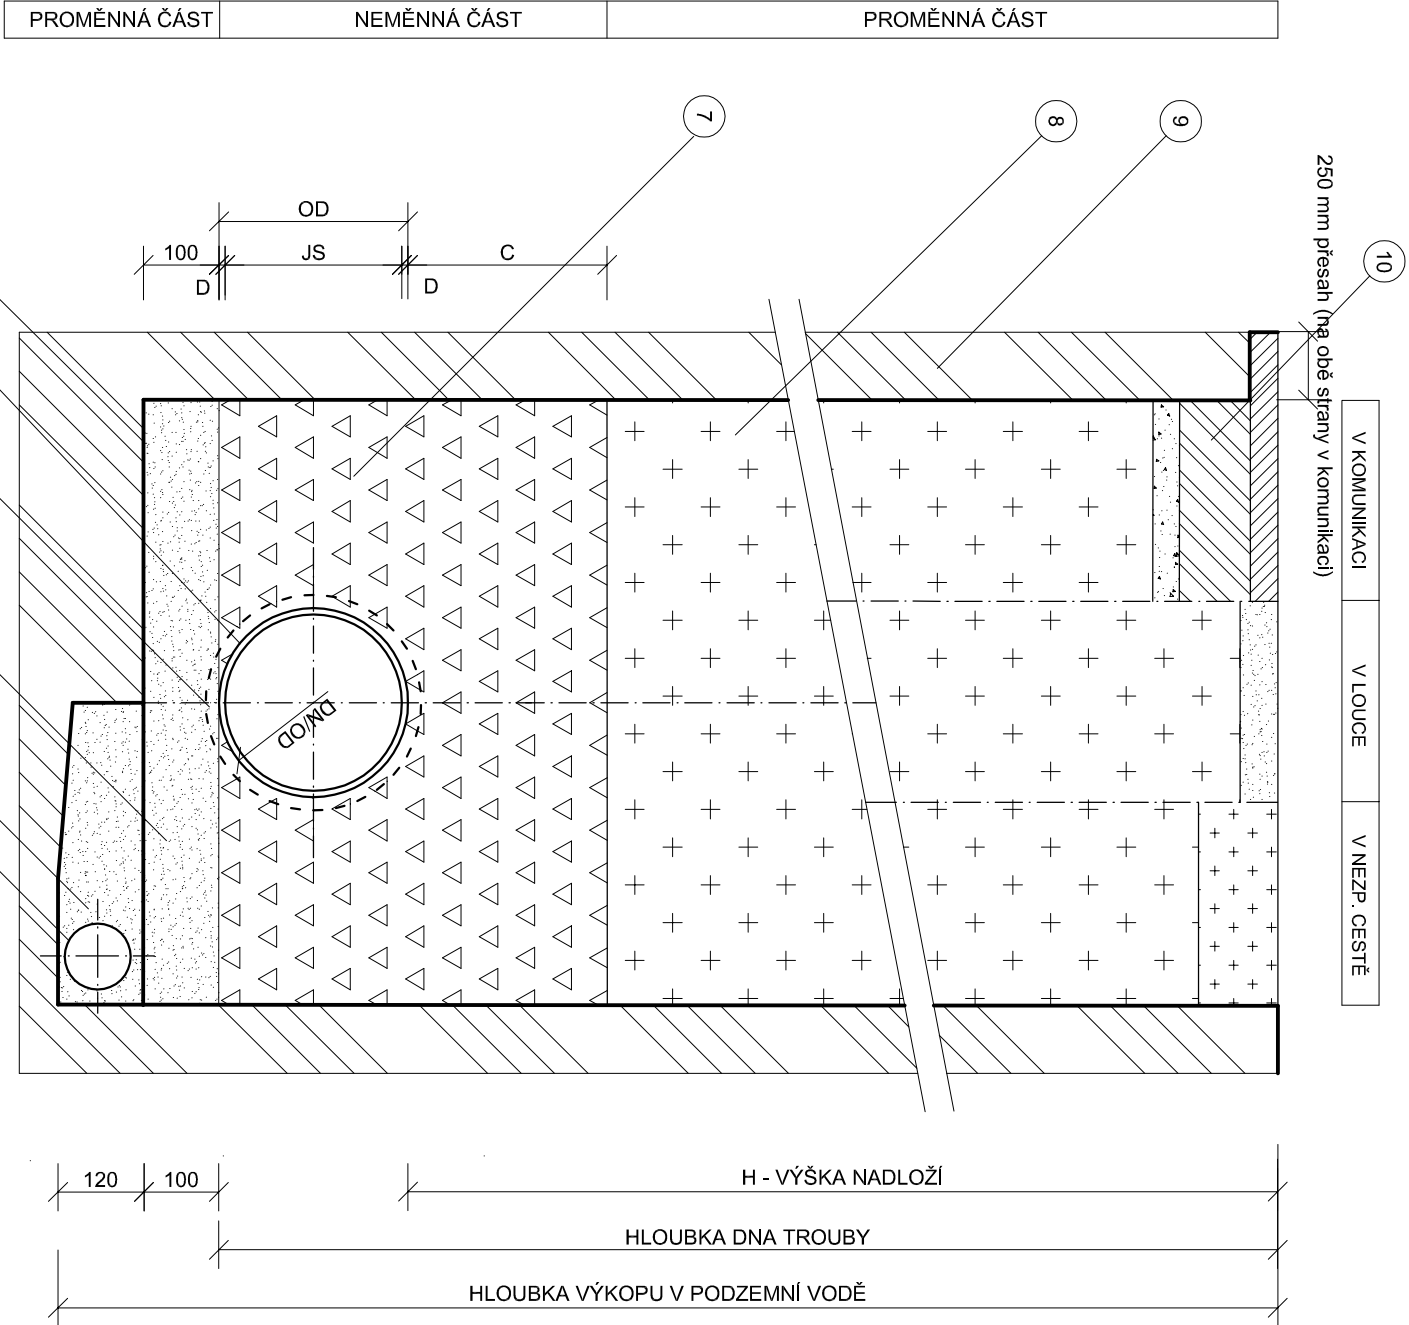 PROMĚNNÁ ČÁST
NEMĚNNÁ ČÁST
PROMĚNNÁ ČÁST
7
8
9
10
250 mm přesah (na obě strany v komunikaci)
OD
100
JS
C
D
D
V KOMUNIKACI
V LOUCE
V NEZP. CESTĚ
DN/OD
120
100
H - VÝŠKA NADLOŽÍ
HLOUBKA DNA TROUBY
HLOUBKA VÝKOPU V PODZEMNÍ VODĚ